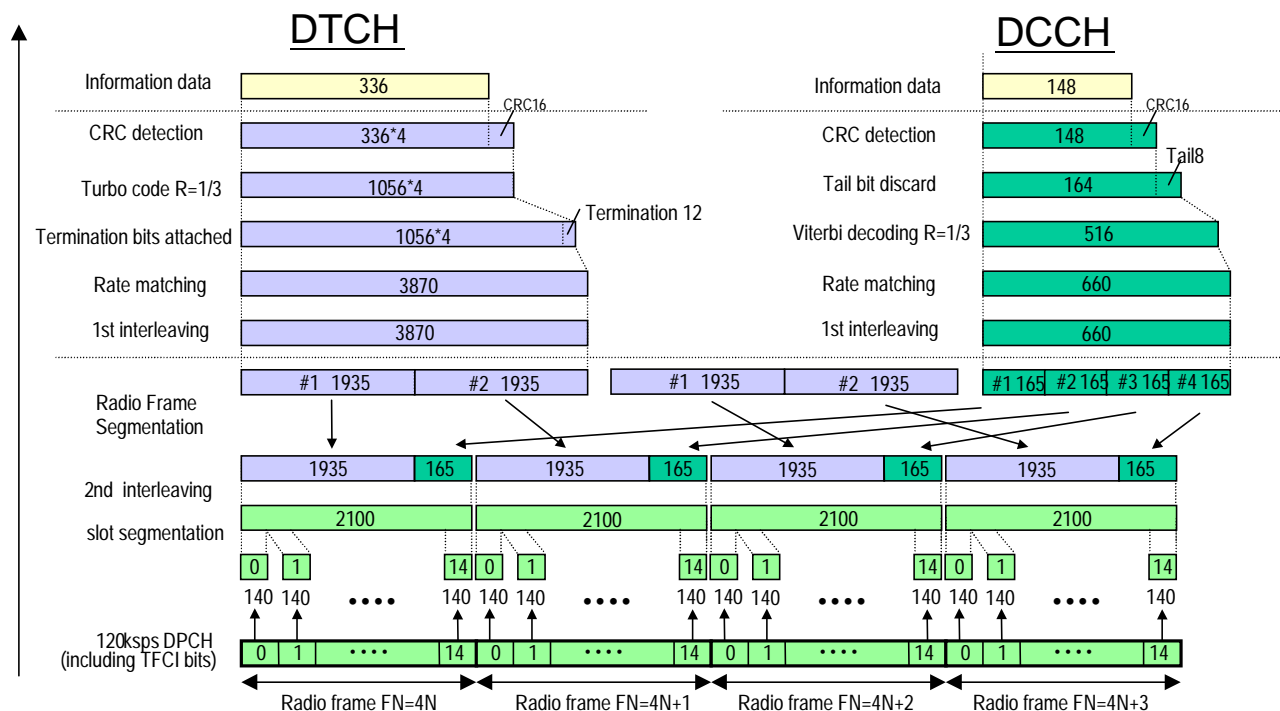 DTCH DCCH
Information data 336 Information data 148
CRC16 CRC16
CRC detection 336*4 CRC detection 148
Tail8
Turbo code R=1/3 1056*4 Tail bit discard 164
Termination 12
Termination bits attached 1056*4 Viterbi decoding R=1/3 516
Rate matching 3870 Rate matching 660
1st interleaving 3870 1st interleaving 660
#1 1935 #2 1935 #1 1935 #2 1935 #1 165 #2 165 #3 165 #4 165
Radio Frame
Segmentation
1935 165 1935 165 1935 165 1935 165
2nd interleaving
2100 2100 2100 2100
slot segmentation
0 1 14 0 1 14 0 1 14 0 1 14
140 140 •••• 140 140 140 •••• 140 140 140 •••• 140 140 140 •••• 140
120ksps DPCH
(including TFCI bits)
0 1 •••• 14 0 1 •••• 14 0 1 •••• 14 0 1 •••• 14
Radio frame FN=4N Radio frame FN=4N+1 Radio frame FN=4N+2 Radio frame FN=4N+3